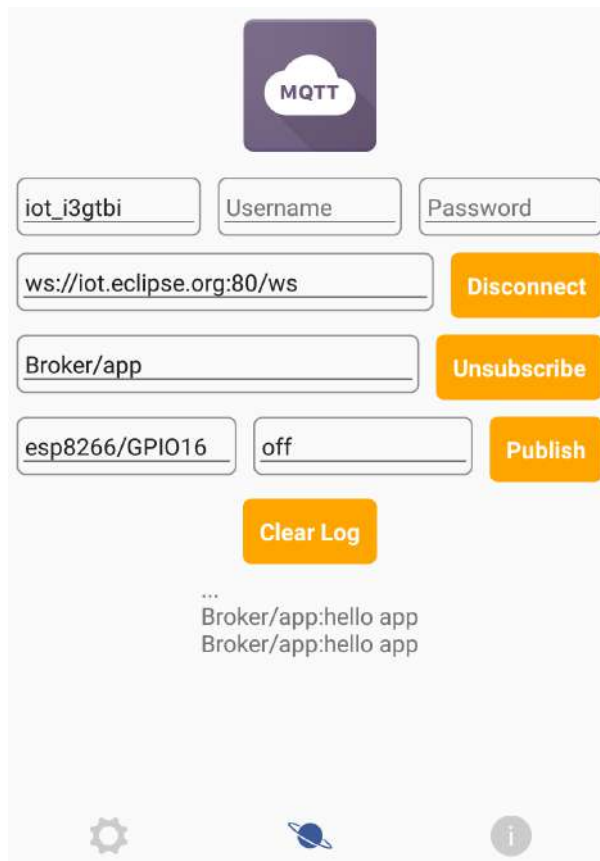 MQTT
iot_i3gtbi Username Password
ws://iot.eclipse.org:80/ws Disconnect
Broker/app Unsubscribe
esp8266/GPIO16 off Publish
Clear Log
...
Broker/app:hello app
Broker/app:hello app